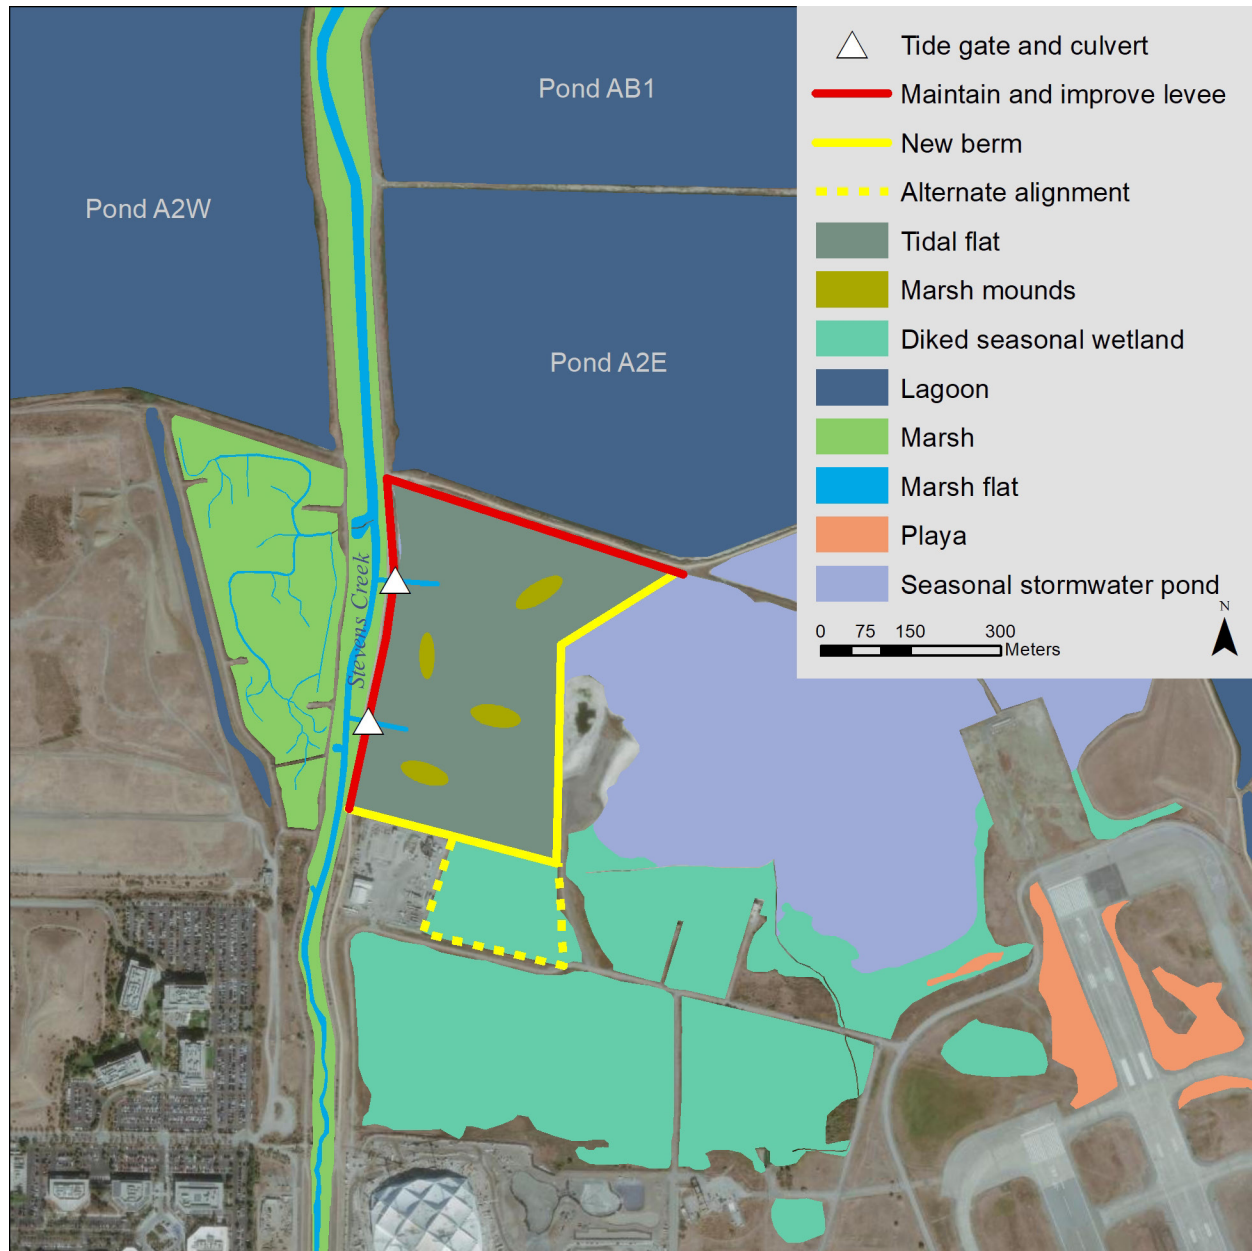 Pond AB1
Pond A2W
Pond A2E
Stevens Creek
Tide gate and culvert
Maintain and improve levee
New berm
Alternate alignment
Tidal flat
Marsh mounds
Diked seasonal wetland
Lagoon
Marsh
Marsh flat
Playa
Seasonal stormwater pond
N
0 75 150 300
Meters